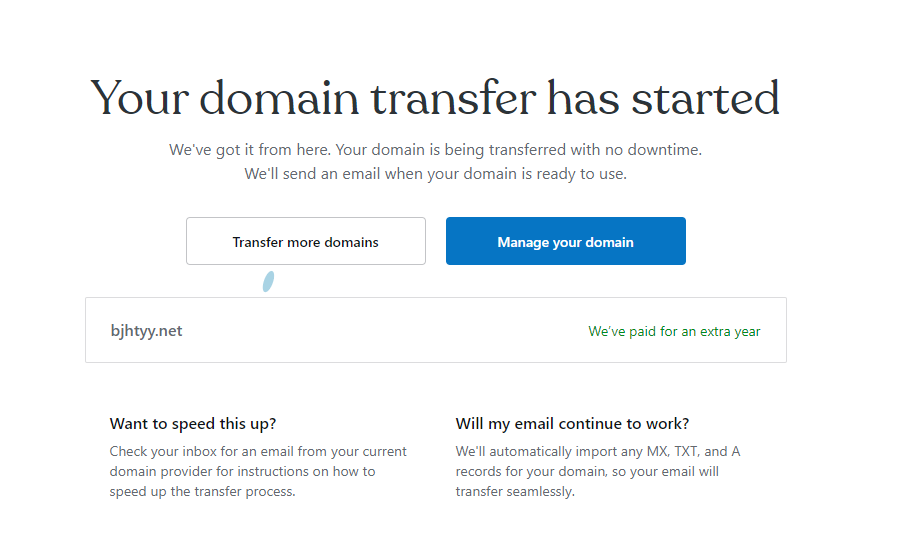 Your domain transfer has started
We've got it from here. Your domain is being transferred with no downtime.
We'll send an email when your domain is ready to use.
Transfer more domains
Manage your domain
bjhtyy.net
We've paid for an extra year
Want to speed this up?
Check your inbox for an email from your current
domain provider for instructions on how to
speed up the transfer process.
Will my email continue to work?
We'll automatically import any MX, TXT, and A
records for your domain, so your email will
transfer seamlessly.